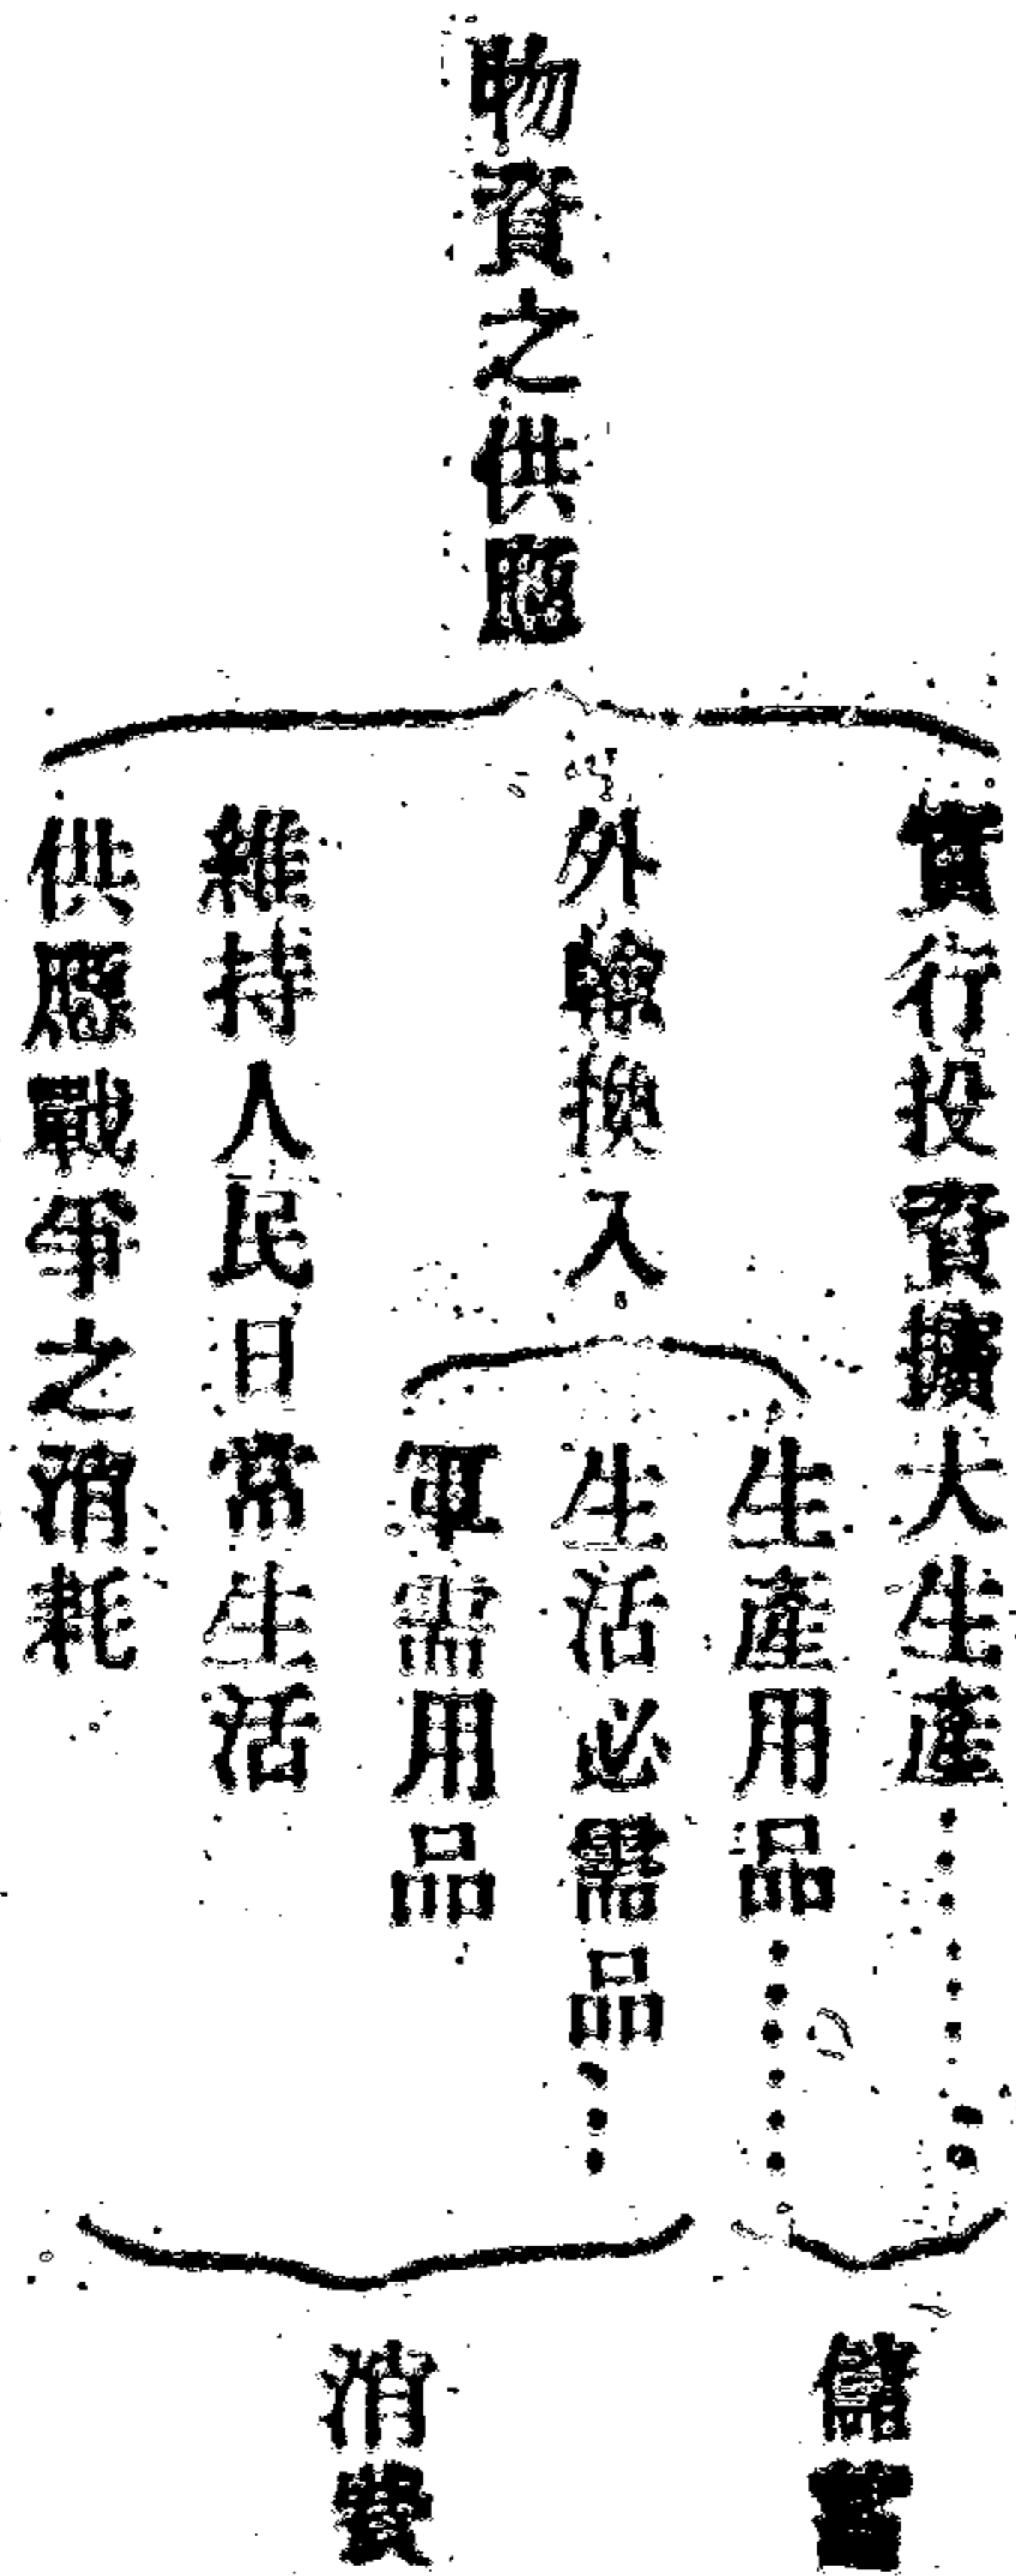 物資之供應
實行投資擴大生產
外輸換入
生產用品
生活必需品
軍需用品
維持人民日常生活
供應戰爭之消耗
儲蓄
消費